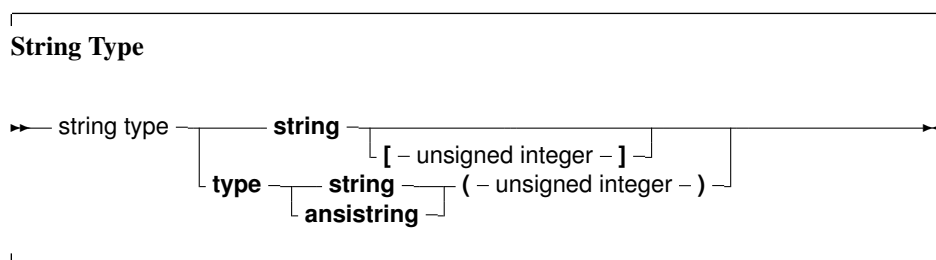 String Type
string type string
[ – unsigned integer – ]
type string ( – unsigned integer – )
ansistring